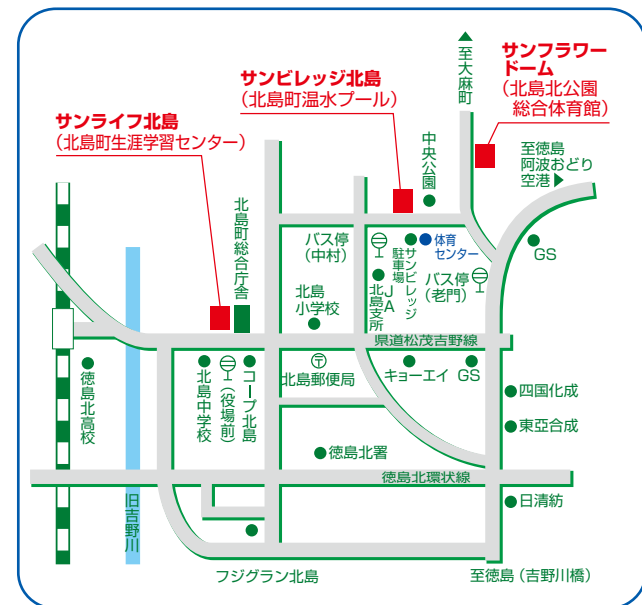 サンフラワー
ドーム
(北島北公園
総合体育館)
▲至大麻町
サンビレッジ北島
(北島町温水プール)
サンライフ北島
(北島町生涯学習センター)
中央公園
至徳島
阿波おどり
空港▶
北島町総合庁舎
バス停
(中村)
体育
センター
サンビレッジ
駐車場
バス停
(老門)
GS
JA
北島支所
北島
小学校
県道松茂吉野線
徳島北高校
北島中学校
(役場前)
コープ北島
〒
北島郵便局
キョーエイ
GS
四国化成
東亞合成
徳島北署
徳島北環状線
日清紡
旧吉野川
フジグラン北島
至徳島(吉野川橋)